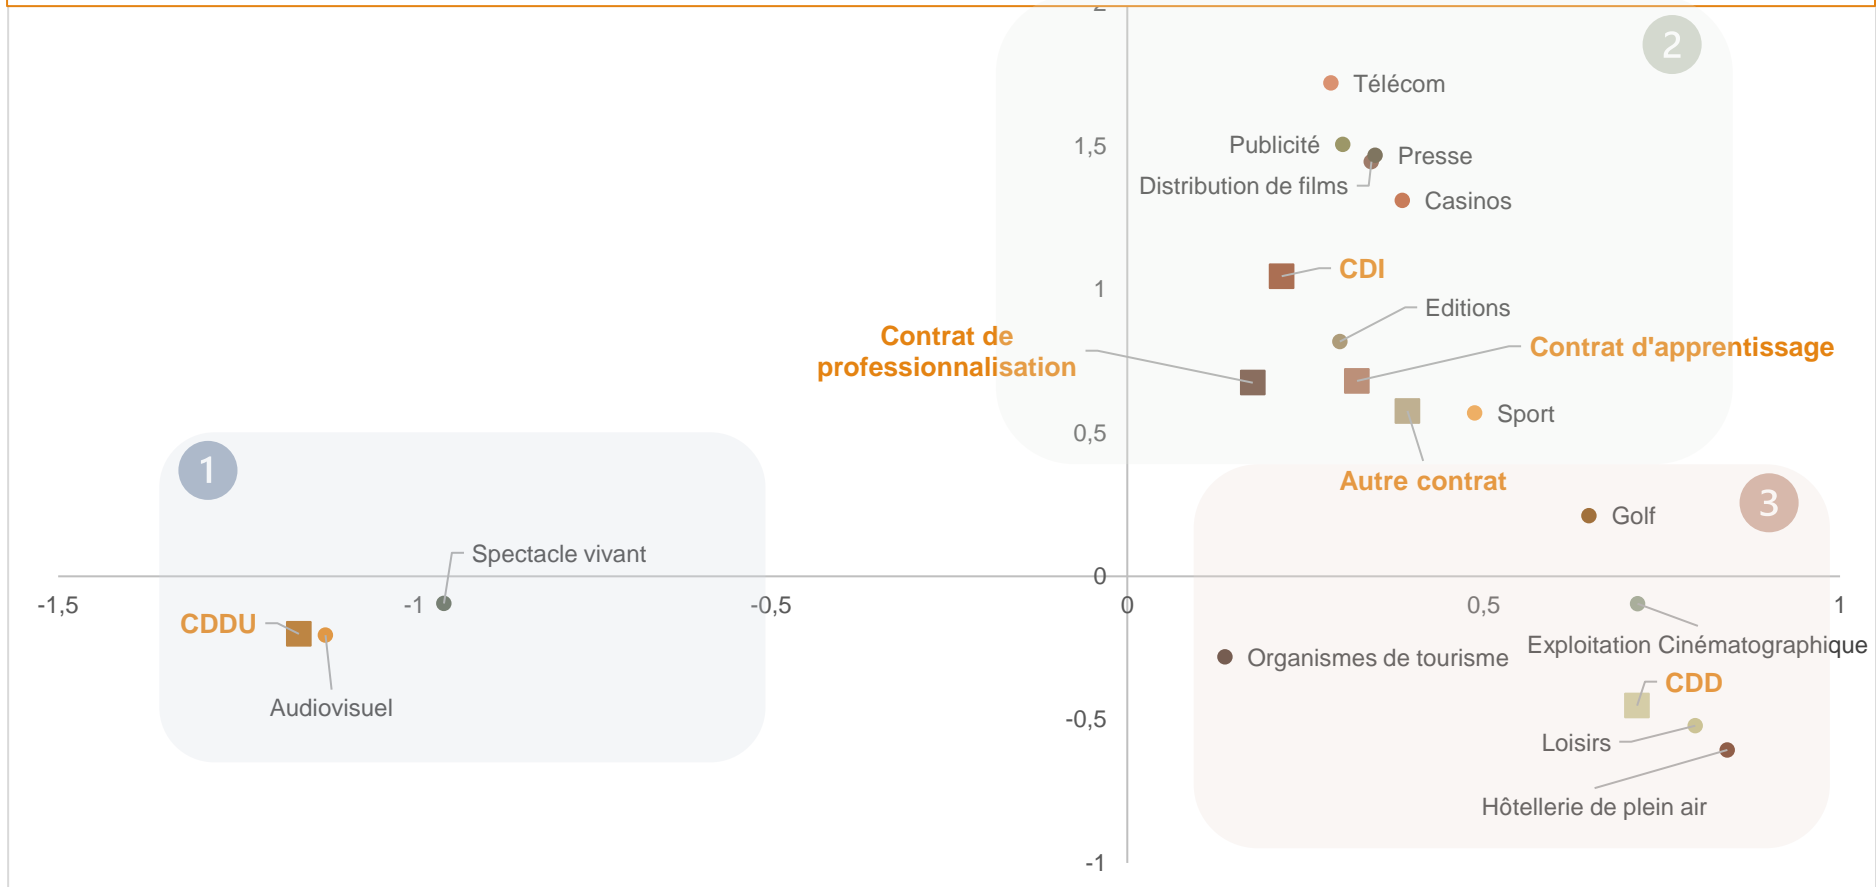 2
2
Télécom
1,5
Publicité
Presse
Distribution de films
Casinos
CDI
1
Editions
Contrat de
professionnalisation
Contrat d'apprentissage
Sport
0,5
1
Autre contrat
3
Golf
Spectacle vivant
0
-1,5
-1
-0,5
0
0,5
1
CDDU
Exploitation Cinématographique
Organismes de tourisme
CDD
Audiovisuel
-0,5
Loisirs
Hôtellerie de plein air
-1